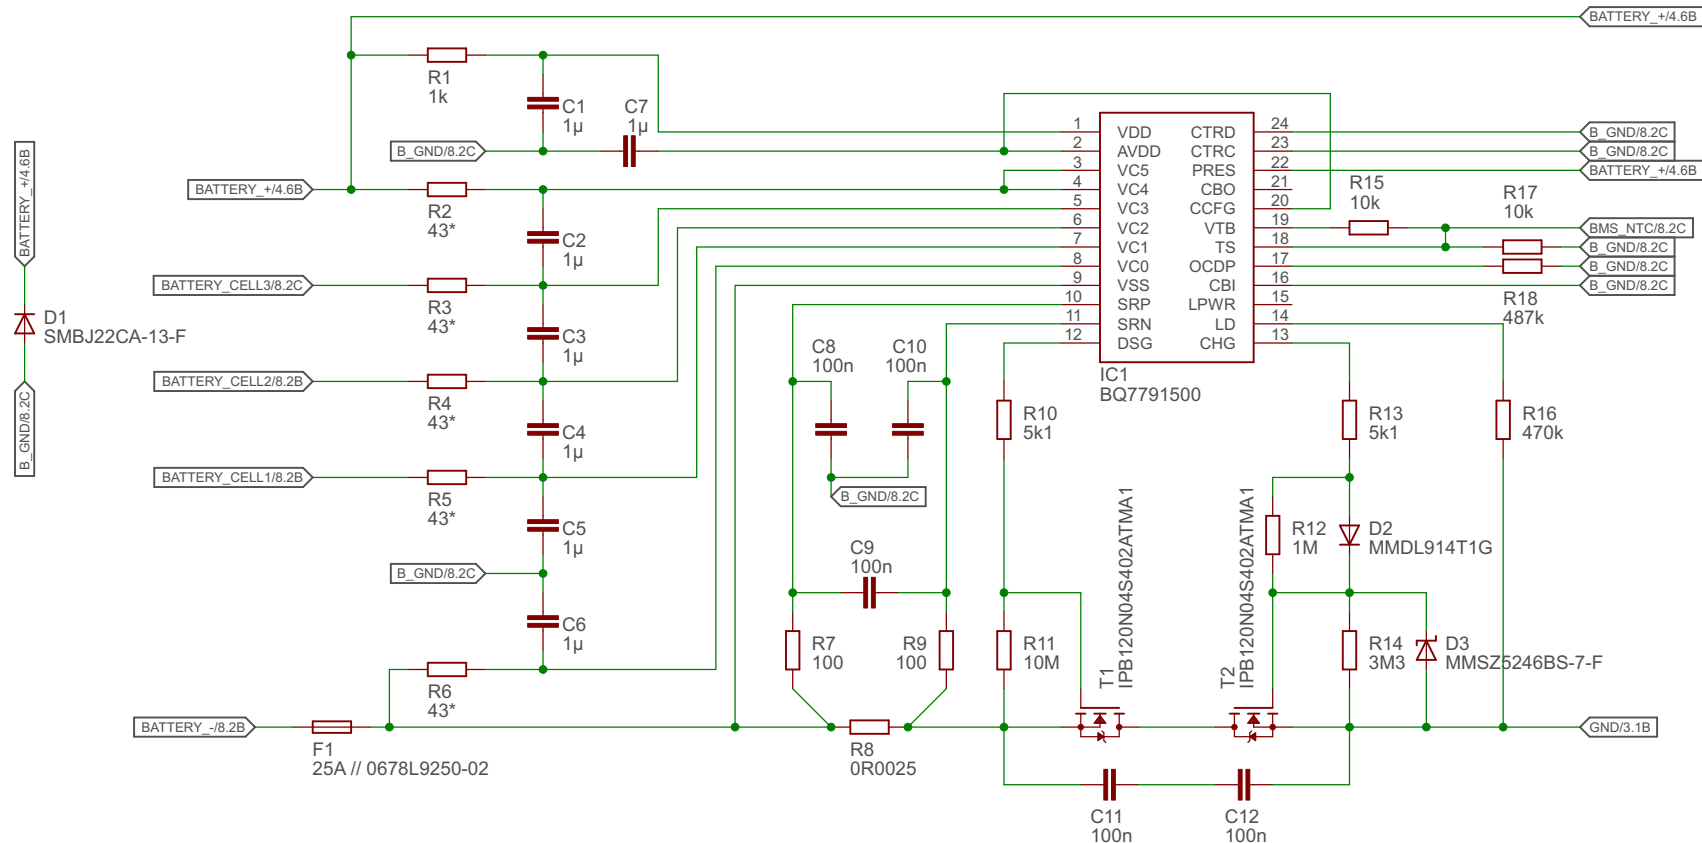 BATTERY_+/4.6B
R1
1k
C1
1µ
C7
1µ
B_GND/8.2C
BATTERY_+/4.6B
BATTERY_+/4.6B
R2
43*
C2
1µ
BATTERY_CELL3/8.2C
R3
43*
D1
SMBJ22CA-13-F
C3
1µ
BATTERY_CELL2/8.2B
R4
43*
B_GND/8.2C
C4
1µ
BATTERY_CELL1/8.2B
R5
43*
C5
1µ
B_GND/8.2C
C6
1µ
R6
43*
BATTERY_-/8.2B
F1
25A // 0678L9250-02
1 VDD CTRD 24
2 AVDD CTRC 23
3 VC5 PRES 22
4 VC4 CBO 21
5 VC3 CCFG 20
6 VC2 VTB 19
7 VC1 TS 18
8 VC0 OCDP 17
9 VSS CBI 16
10 SRP LPWR 15
11 SRN LD 14
12 DSG CHG 13
IC1
BQ7791500
B_GND/8.2C
B_GND/8.2C
BATTERY_+/4.6B
R15
10k
R17
10k
BMS_NTC/8.2C
B_GND/8.2C
B_GND/8.2C
B_GND/8.2C
R18
487k
C8
100n
C10
100n
B_GND/8.2C
C9
100n
R7
100
R9
100
R8
0R0025
R10
5k1
R11
10M
T1
IPB120N04S402ATMA1
T2
IPB120N04S402ATMA1
R13
5k1
R16
470k
R12
1M
D2
MMDL914T1G
R14
3M3
D3
MMSZ5246BS-7-F
GND/3.1B
C11
100n
C12
100n